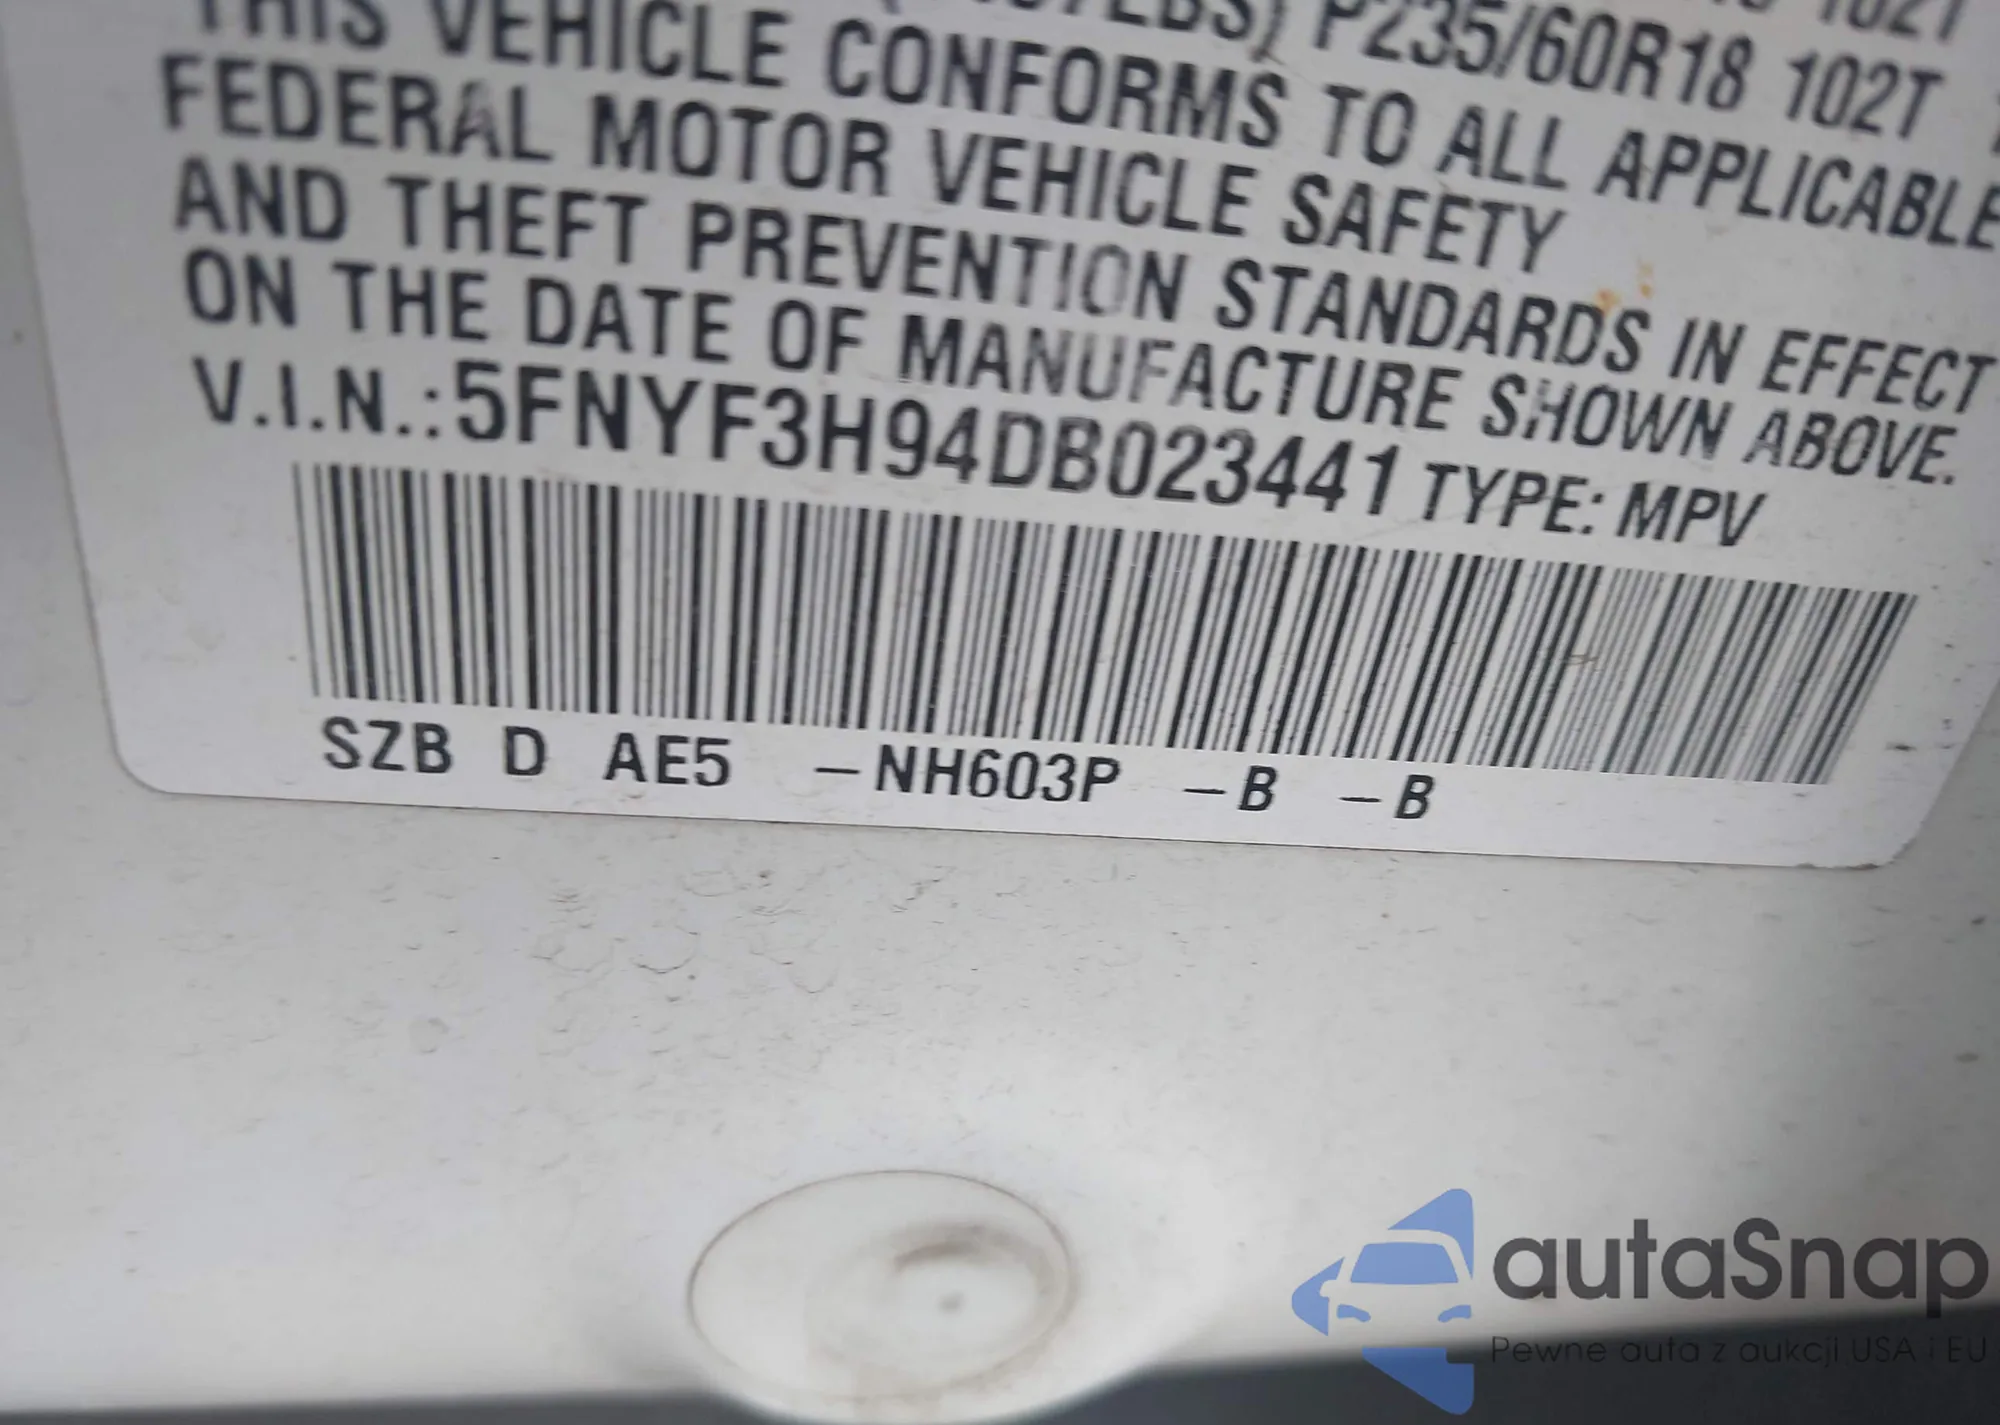 LBS) P235/60R18 102T
THIS VEHICLE CONFORMS TO ALL APPLICABLE
FEDERAL MOTOR VEHICLE SAFETY
AND THEFT PREVENTION STANDARDS IN EFFECT
ON THE DATE OF MANUFACTURE SHOWN ABOVE.
V.I.N.:5FNYF3H94DB023441 TYPE: MPV
SZB D AE5 –NH603P –B –B
autaSnap
Pewne auta z aukcji USA i EU